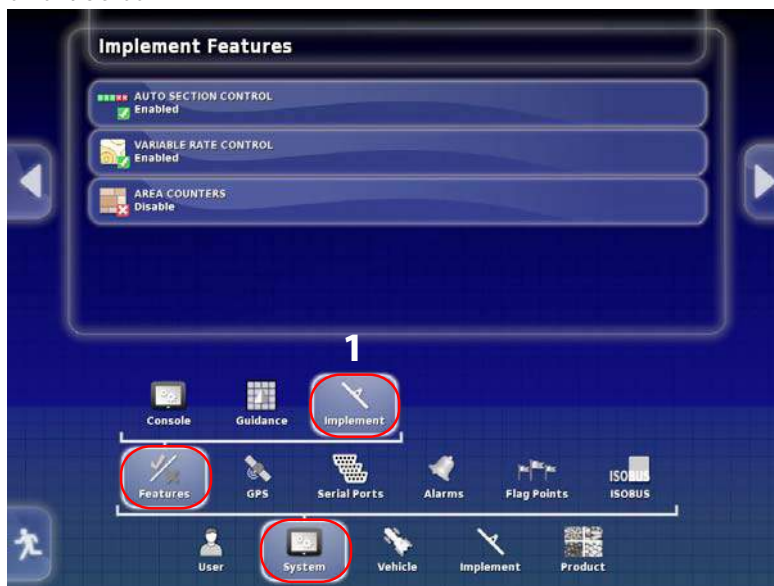 Implement Features
AUTO SECTION CONTROL
Enabled
VARIABLE RATE CONTROL
Enabled
AREA COUNTERS
Disable
1
Console Guidance Implement
Features GPS Serial Ports Alarms Flag Points ISOBUS
ISOBUS
User System Vehicle Implement Product